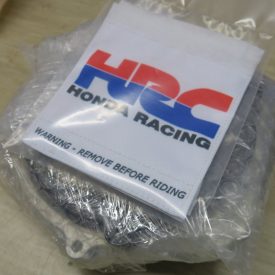 HRC
HONDA RACING
WARNING - REMOVE BEFORE RIDING